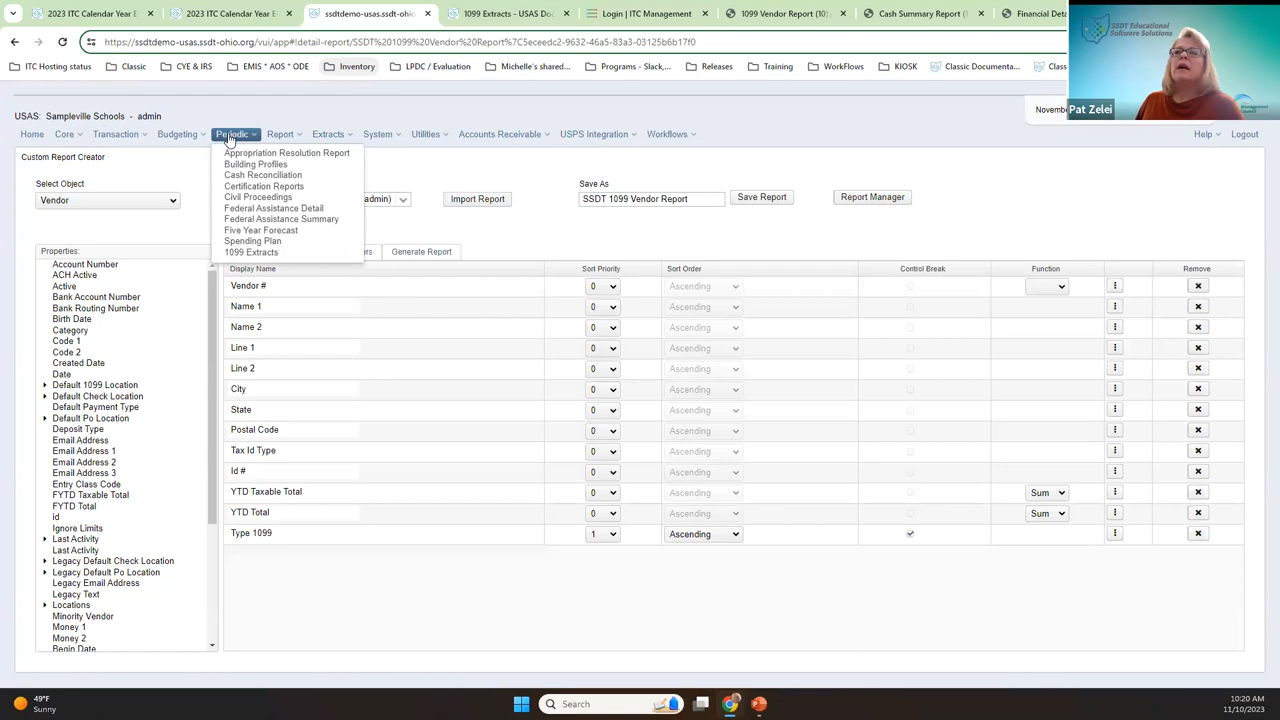 2023 ITC Calendar Year E
2023 ITC Calendar Year E
ssdtdemo-usas.ssdt-ohio
1099 Extracts - USAS Do
Login | ITC Management
1099 Vendor Report (10)
Cash Summary Report (1
Financial Deta
https://ssdtdemo-usas.ssdt-ohio.org/vui/app#!detail-report/SSDT%201099%20Vendor%20Report%7C5eceedc2-9632-46a5-83a3-03125b6b17f0
Hosting status
Classic
CYE & IRS
EMIS * AOS * ODE
Inventory
LPDC / Evaluation
Michelle's shared...
Programs - Slack,...
Releases
Training
WorkFlows
KIOSK
Classic Documenta...
Class
SSDT Educational
Software Solutions
Pat Zelei
USAS: Sampleville Schools - admin
Novemb
Home
Core
Transaction
Budgeting
Periodic
Report
Extracts
System
Utilities
Accounts Receivable
USPS Integration
Workflows
Help
Logout
Appropriation Resolution Report
Building Profiles
Cash Reconciliation
Certification Reports
Civil Proceedings
Federal Assistance Detail
Federal Assistance Summary
Five Year Forecast
Spending Plan
1099 Extracts
Custom Report Creator
Select Object
Vendor
admin)
Import Report
Save As
SSDT 1099 Vendor Report
Save Report
Report Manager
Properties:
rs
Generate Report
Account Number
ACH Active
Active
Bank Account Number
Bank Routing Number
Birth Date
Category
Code 1
Code 2
Created Date
Date
Default 1099 Location
Default Check Location
Default Payment Type
Default Po Location
Deposit Type
Email Address
Email Address 1
Email Address 2
Email Address 3
Entry Class Code
FYTD Taxable Total
FYTD Total
id
Ignore Limits
Last Activity
Last Activity
Legacy Default Check Location
Legacy Default Po Location
Legacy Email Address
Legacy Text
Locations
Minority Vendor
Money 1
Money 2
Begin Date
Display Name Sort Priority Sort Order Control Break Function Remove
Vendor # 0 Ascending
Name 1 0 Ascending
Name 2 0 Ascending
Line 1 0 Ascending
Line 2 0 Ascending
City 0 Ascending
State 0 Ascending
Postal Code 0 Ascending
Tax Id Type 0 Ascending
Id # 0 Ascending
YTD Taxable Total 0 Ascending Sum
YTD Total 0 Ascending Sum
Type 1099 1 Ascending
49°F
Sunny
Search
10:20 AM
11/10/2023